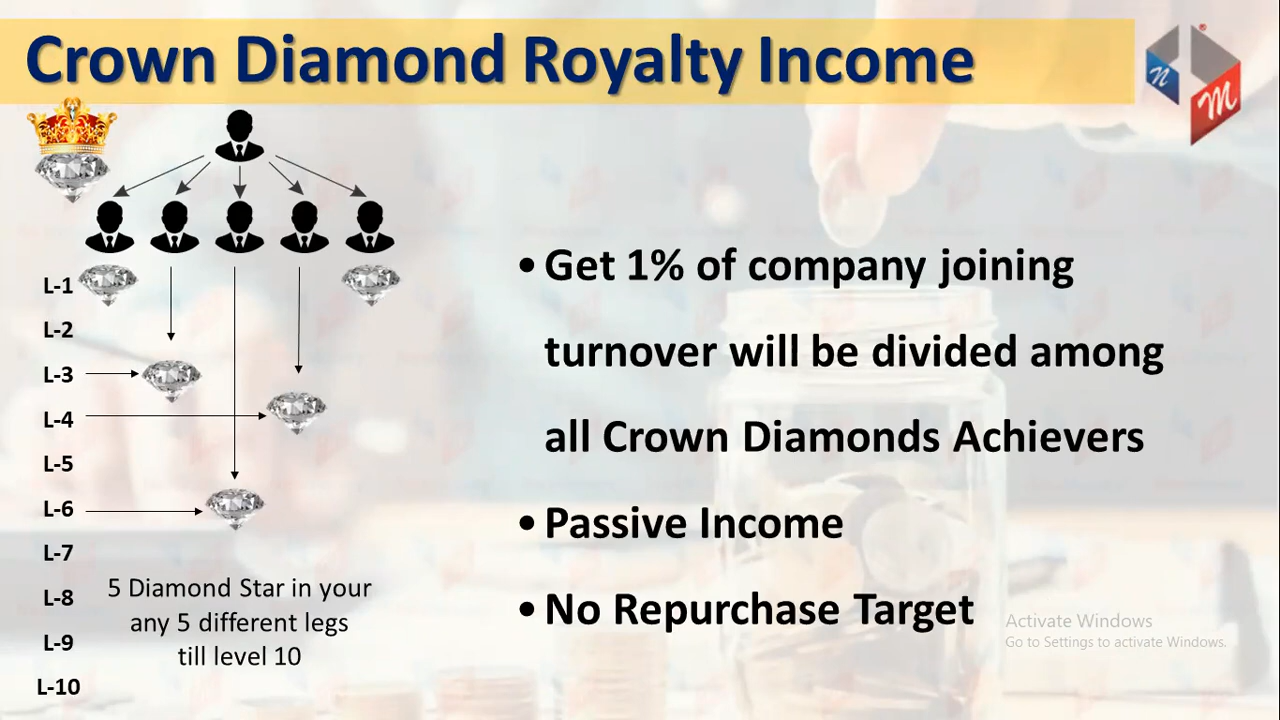 Crown Diamond Royalty Income
n
m
L-1
L-2
L-3
L-4
L-5
L-6
L-7
L-8
L-9
L-10
5 Diamond Star in your
any 5 different legs
till level 10
• Get 1% of company joining
turnover will be divided among
all Crown Diamonds Achievers
• Passive Income
• No Repurchase Target
Activate Windows
Go to Settings to activate Windows.